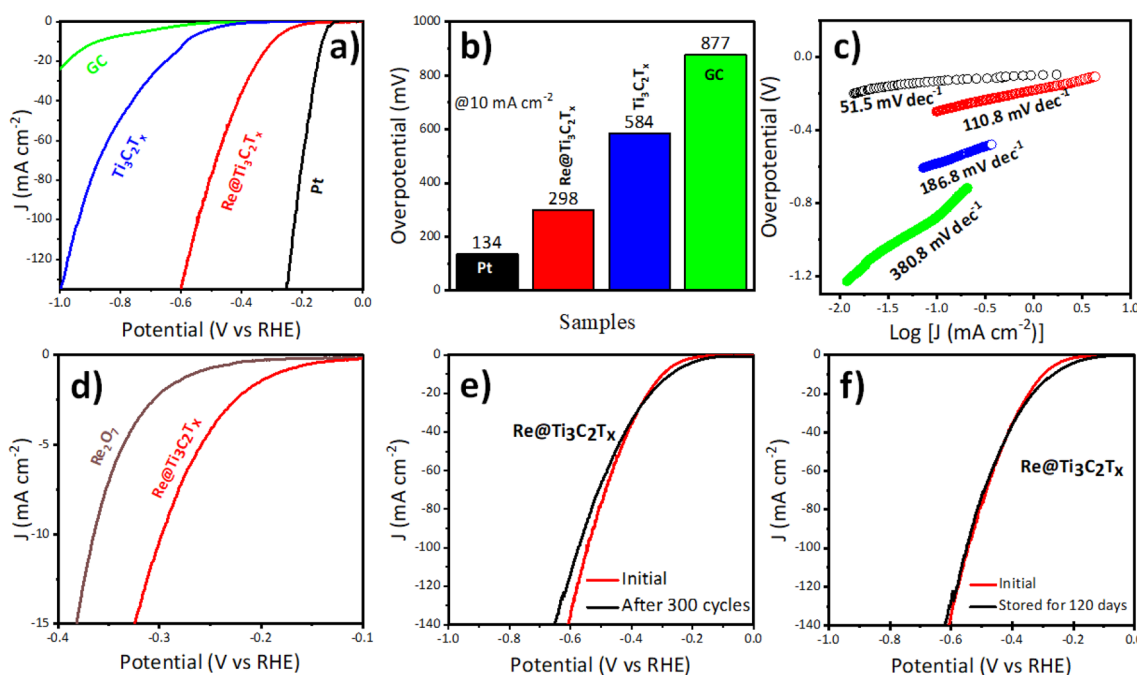 a)
0
-20
-40
-60
-80
-100
-120
J (mA cm⁻²)
GC
Ti₃C₂Tₓ
Re@Ti₃C₂Tₓ
Pt
-1.0 -0.8 -0.6 -0.4 -0.2 0.0
Potential (V vs RHE)
b)
1000
800
600
400
200
0
Overpotential (mV)
@10 mA cm⁻²
134
Pt
298
Re@Ti₃C₂Tₓ
584
Ti₃C₂Tₓ
877
GC
Samples
c)
0.0
-0.4
-0.8
-1.2
Overpotential (V)
51.5 mV dec⁻¹
110.8 mV dec⁻¹
186.8 mV dec⁻¹
380.8 mV dec⁻¹
-2.0 -1.5 -1.0 -0.5 0.0 0.5 1.0
Log [J (mA cm⁻²)]
d)
0
-5
-10
-15
J (mA cm⁻²)
Re₂O₇
Re@Ti₃C₂Tₓ
-0.4 -0.3 -0.2 -0.1
Potential (V vs RHE)
e)
0
-20
-40
-60
-80
-100
-120
-140
J (mA cm⁻²)
Re@Ti₃C₂Tₓ
Initial
After 300 cycles
-1.0 -0.8 -0.6 -0.4 -0.2 0.0
Potential (V vs RHE)
f)
0
-20
-40
-60
-80
-100
-120
-140
J (mA cm⁻²)
Re@Ti₃C₂Tₓ
Initial
Stored for 120 days
-1.0 -0.8 -0.6 -0.4 -0.2 0.0
Potential (V vs RHE)